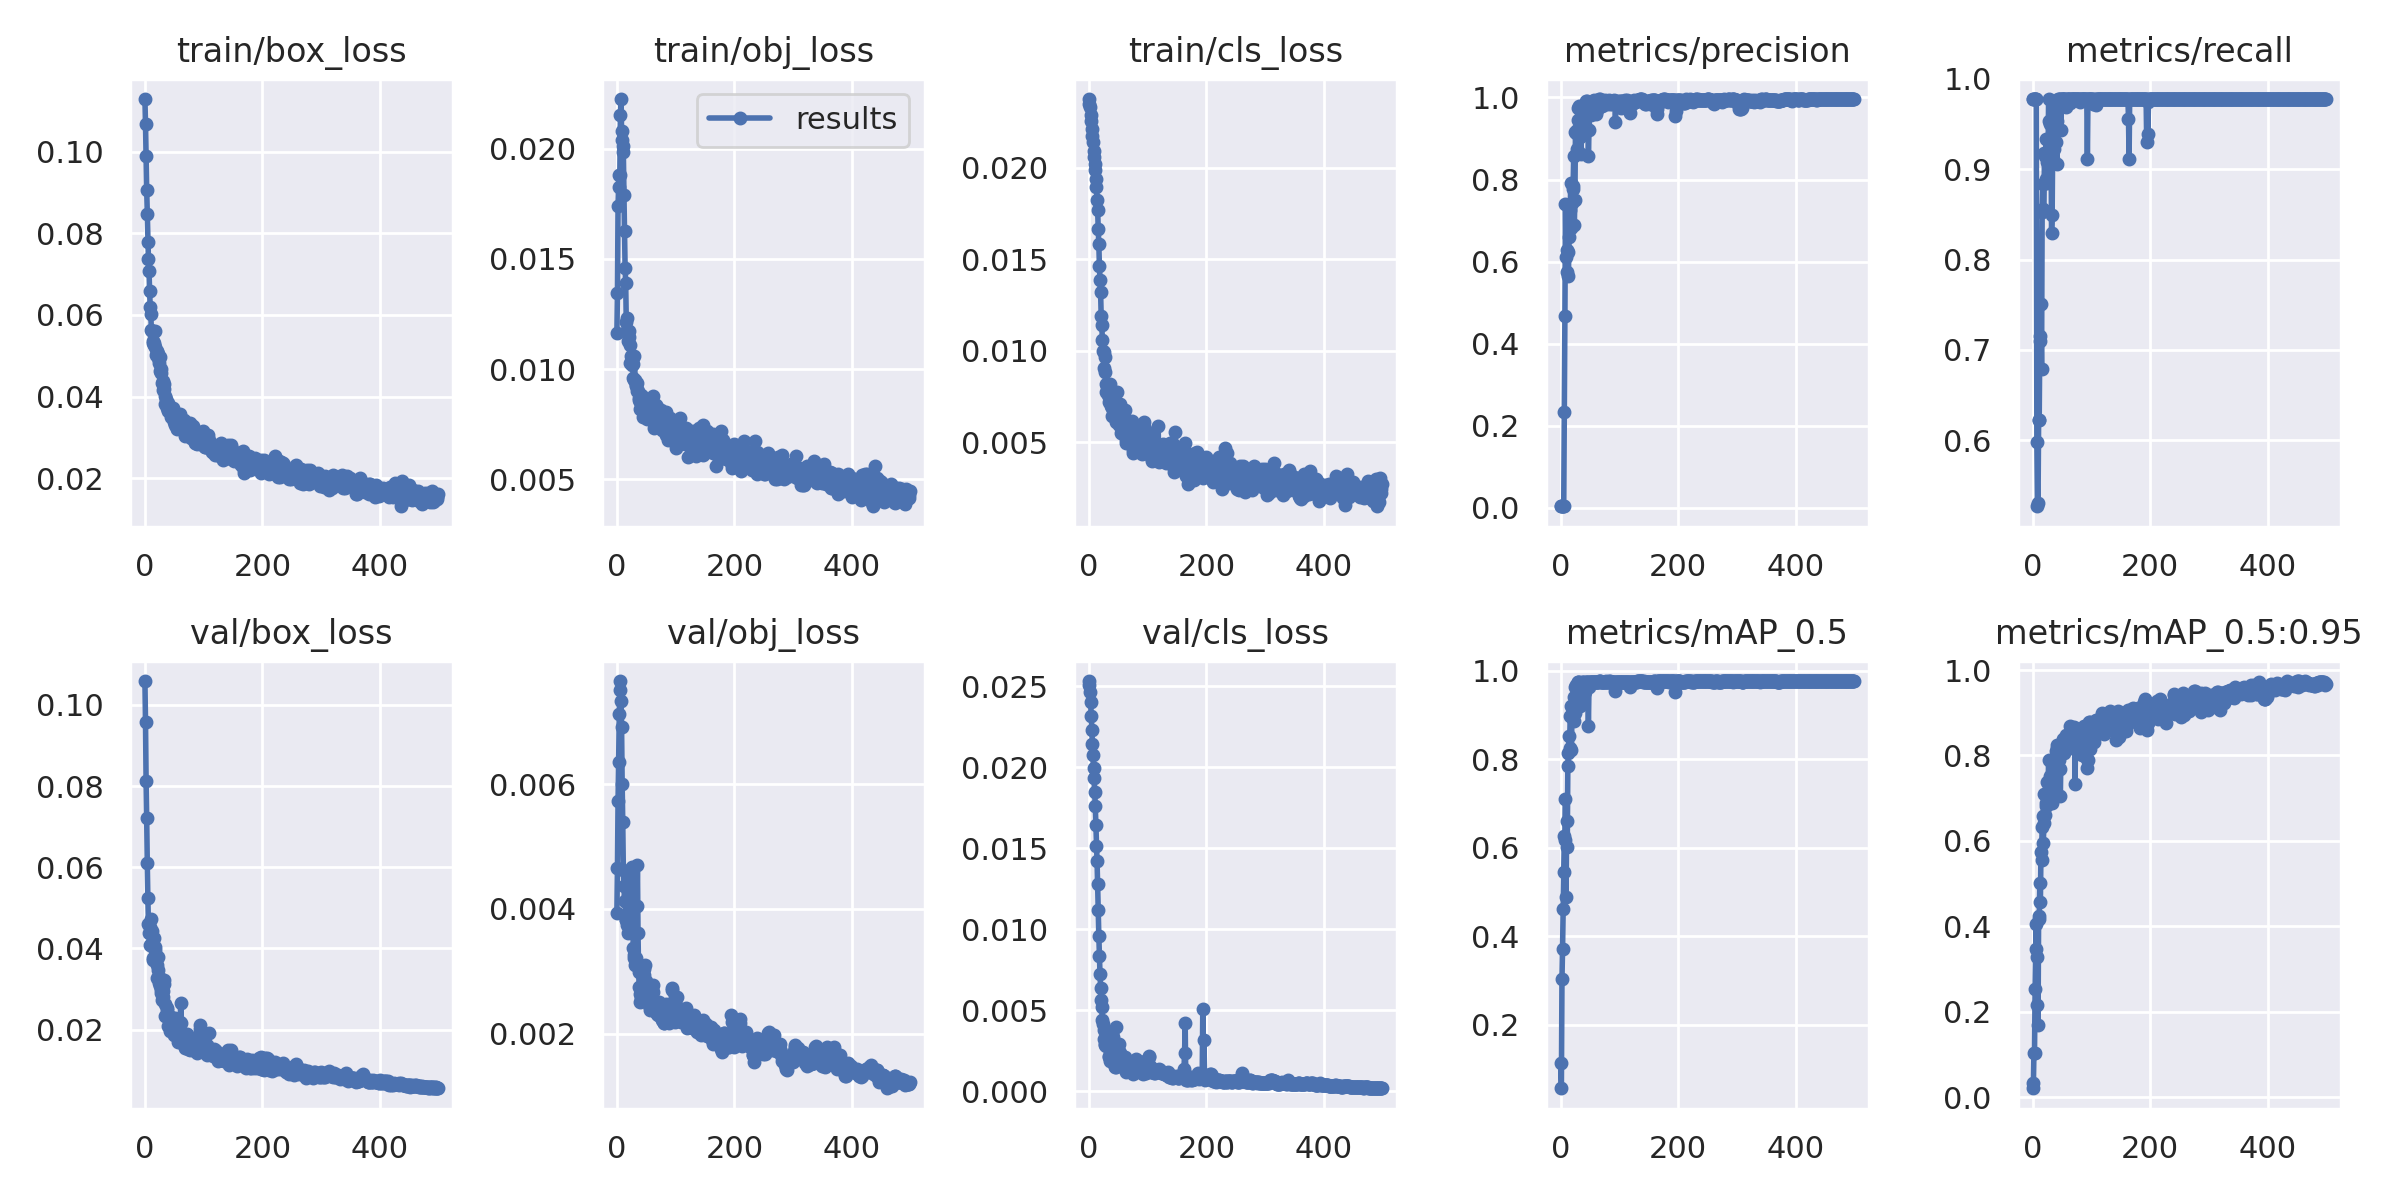 train/box_loss
0.10
0.08
0.06
0.04
0.02
0 200 400
train/obj_loss
results
0.020
0.015
0.010
0.005
0 200 400
train/cls_loss
0.020
0.015
0.010
0.005
0 200 400
metrics/precision
1.0
0.8
0.6
0.4
0.2
0.0
0 200 400
metrics/recall
1.0
0.9
0.8
0.7
0.6
0 200 400
val/box_loss
0.10
0.08
0.06
0.04
0.02
0 200 400
val/obj_loss
0.006
0.004
0.002
0 200 400
val/cls_loss
0.025
0.020
0.015
0.010
0.005
0.000
0 200 400
metrics/mAP_0.5
1.0
0.8
0.6
0.4
0.2
0 200 400
metrics/mAP_0.5:0.95
1.0
0.8
0.6
0.4
0.2
0.0
0 200 400